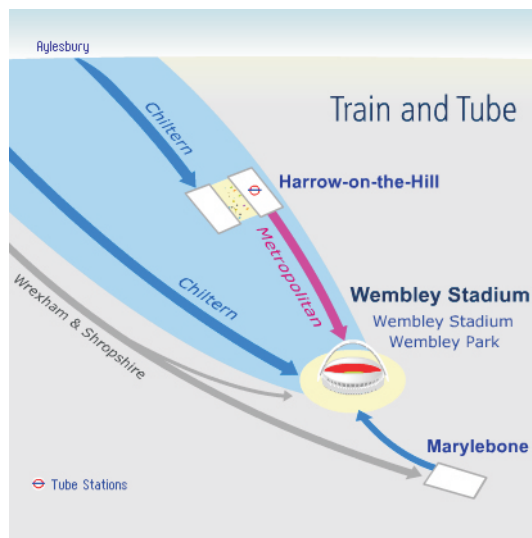 Aylesbury
Train and Tube
Chiltern
Harrow-on-the-Hill
Metropolitan
Chiltern
Wembley Stadium
Wembley Stadium
Wembley Park
Wrexham & Shropshire
Marylebone
Tube Stations